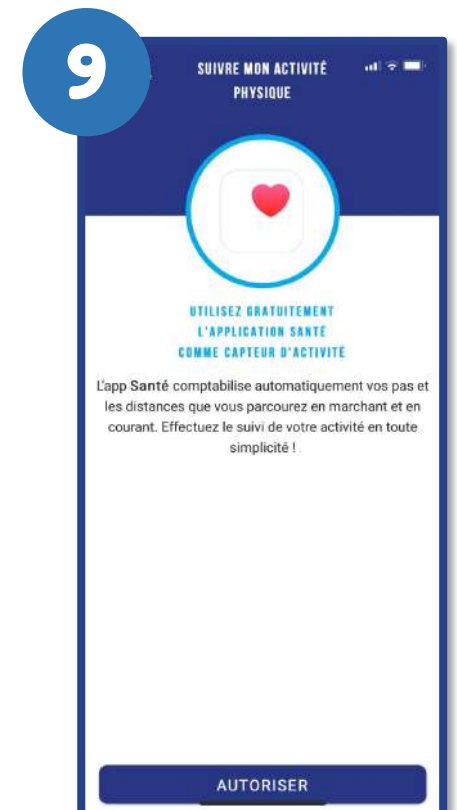 9
SUIVRE MON ACTIVITÉ
PHYSIQUE
UTILISEZ GRATUITEMENT
L'APPLICATION SANTÉ
COMME CAPTEUR D'ACTIVITÉ
L'app Santé comptabilise automatiquement vos pas et
les distances que vous parcourez en marchant et en
courant. Effectuez le suivi de votre activité en toute
simplicité !
AUTORISER